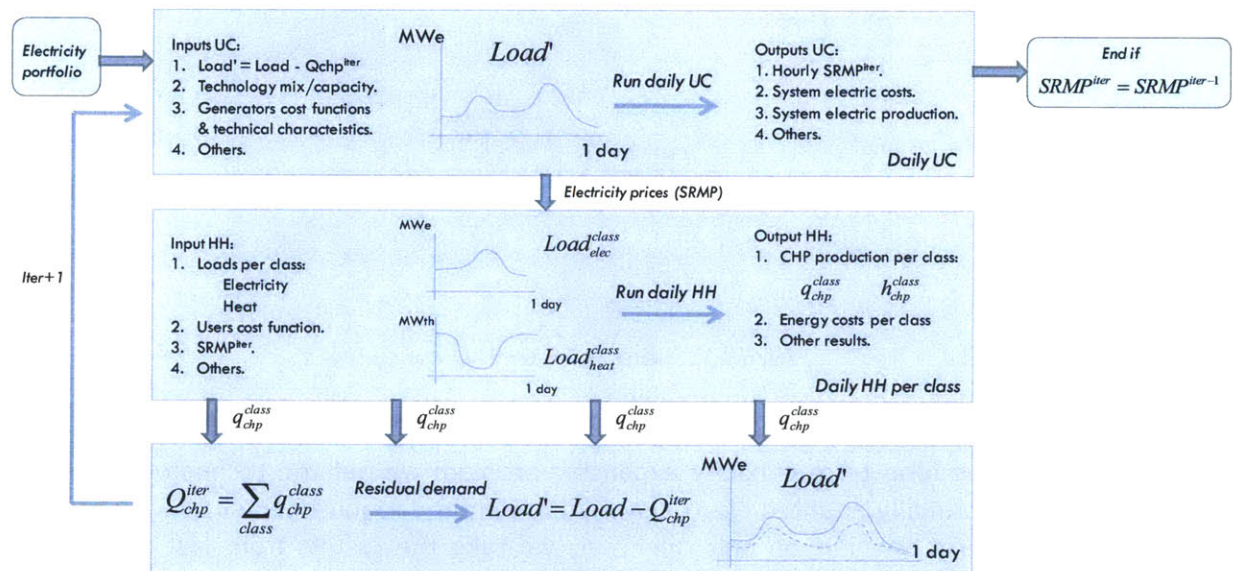 Electricity
portfolio
Inputs UC:
1. Load' = Load - Qchp^iter
2. Technology mix/capacity.
3. Generators cost functions
& technical characteistics.
4. Others.
MWe
Load'
1 day
Run daily UC
Outputs UC:
1. Hourly SRMP^iter.
2. System electric costs.
3. System electric production.
4. Others.
Daily UC
End if
SRMP^iter = SRMP^iter-1
Electricity prices (SRMP)
Iter+1
Input HH:
1. Loads per class:
Electricity
Heat
2. Users cost function.
3. SRMP^iter.
4. Others.
MWe
Load_elec^class
1 day
MWth
Load_heat^class
1 day
Run daily HH
Output HH:
1. CHP production per class:
q_chp^class h_chp^class
2. Energy costs per class
3. Other results.
Daily HH per class
q_chp^class
q_chp^class
q_chp^class
q_chp^class
Q_chp^iter = ∑_class q_chp^class
Residual demand
Load' = Load − Q_chp^iter
MWe
Load'
1 day